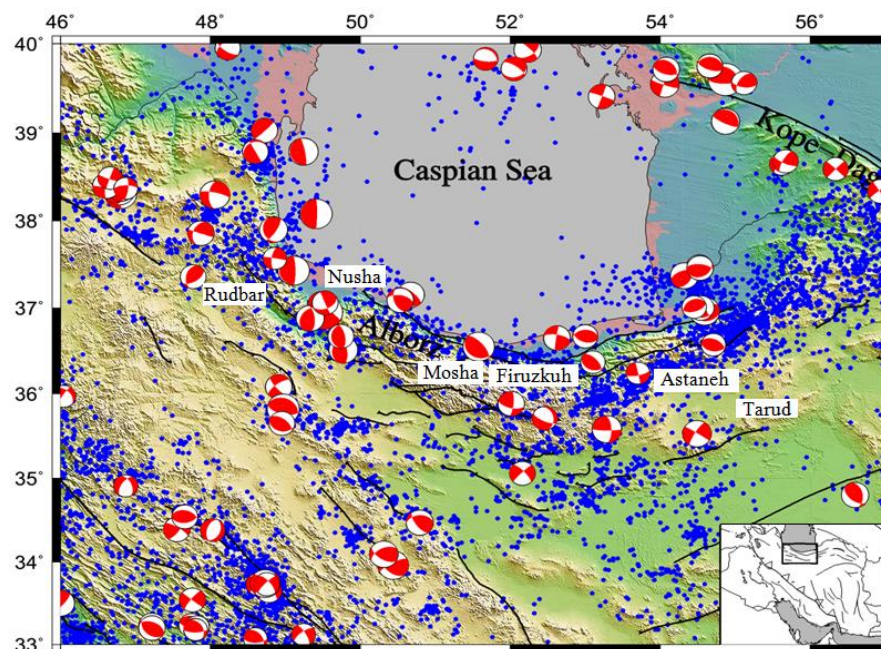 46 48 50 52 54 56
40
39
38
37
36
35
34
33
Kope Dag
Caspian Sea
Nusha
Rudbar
Alborz
Mosha
Firuzkuh
Astaneh
Tarud